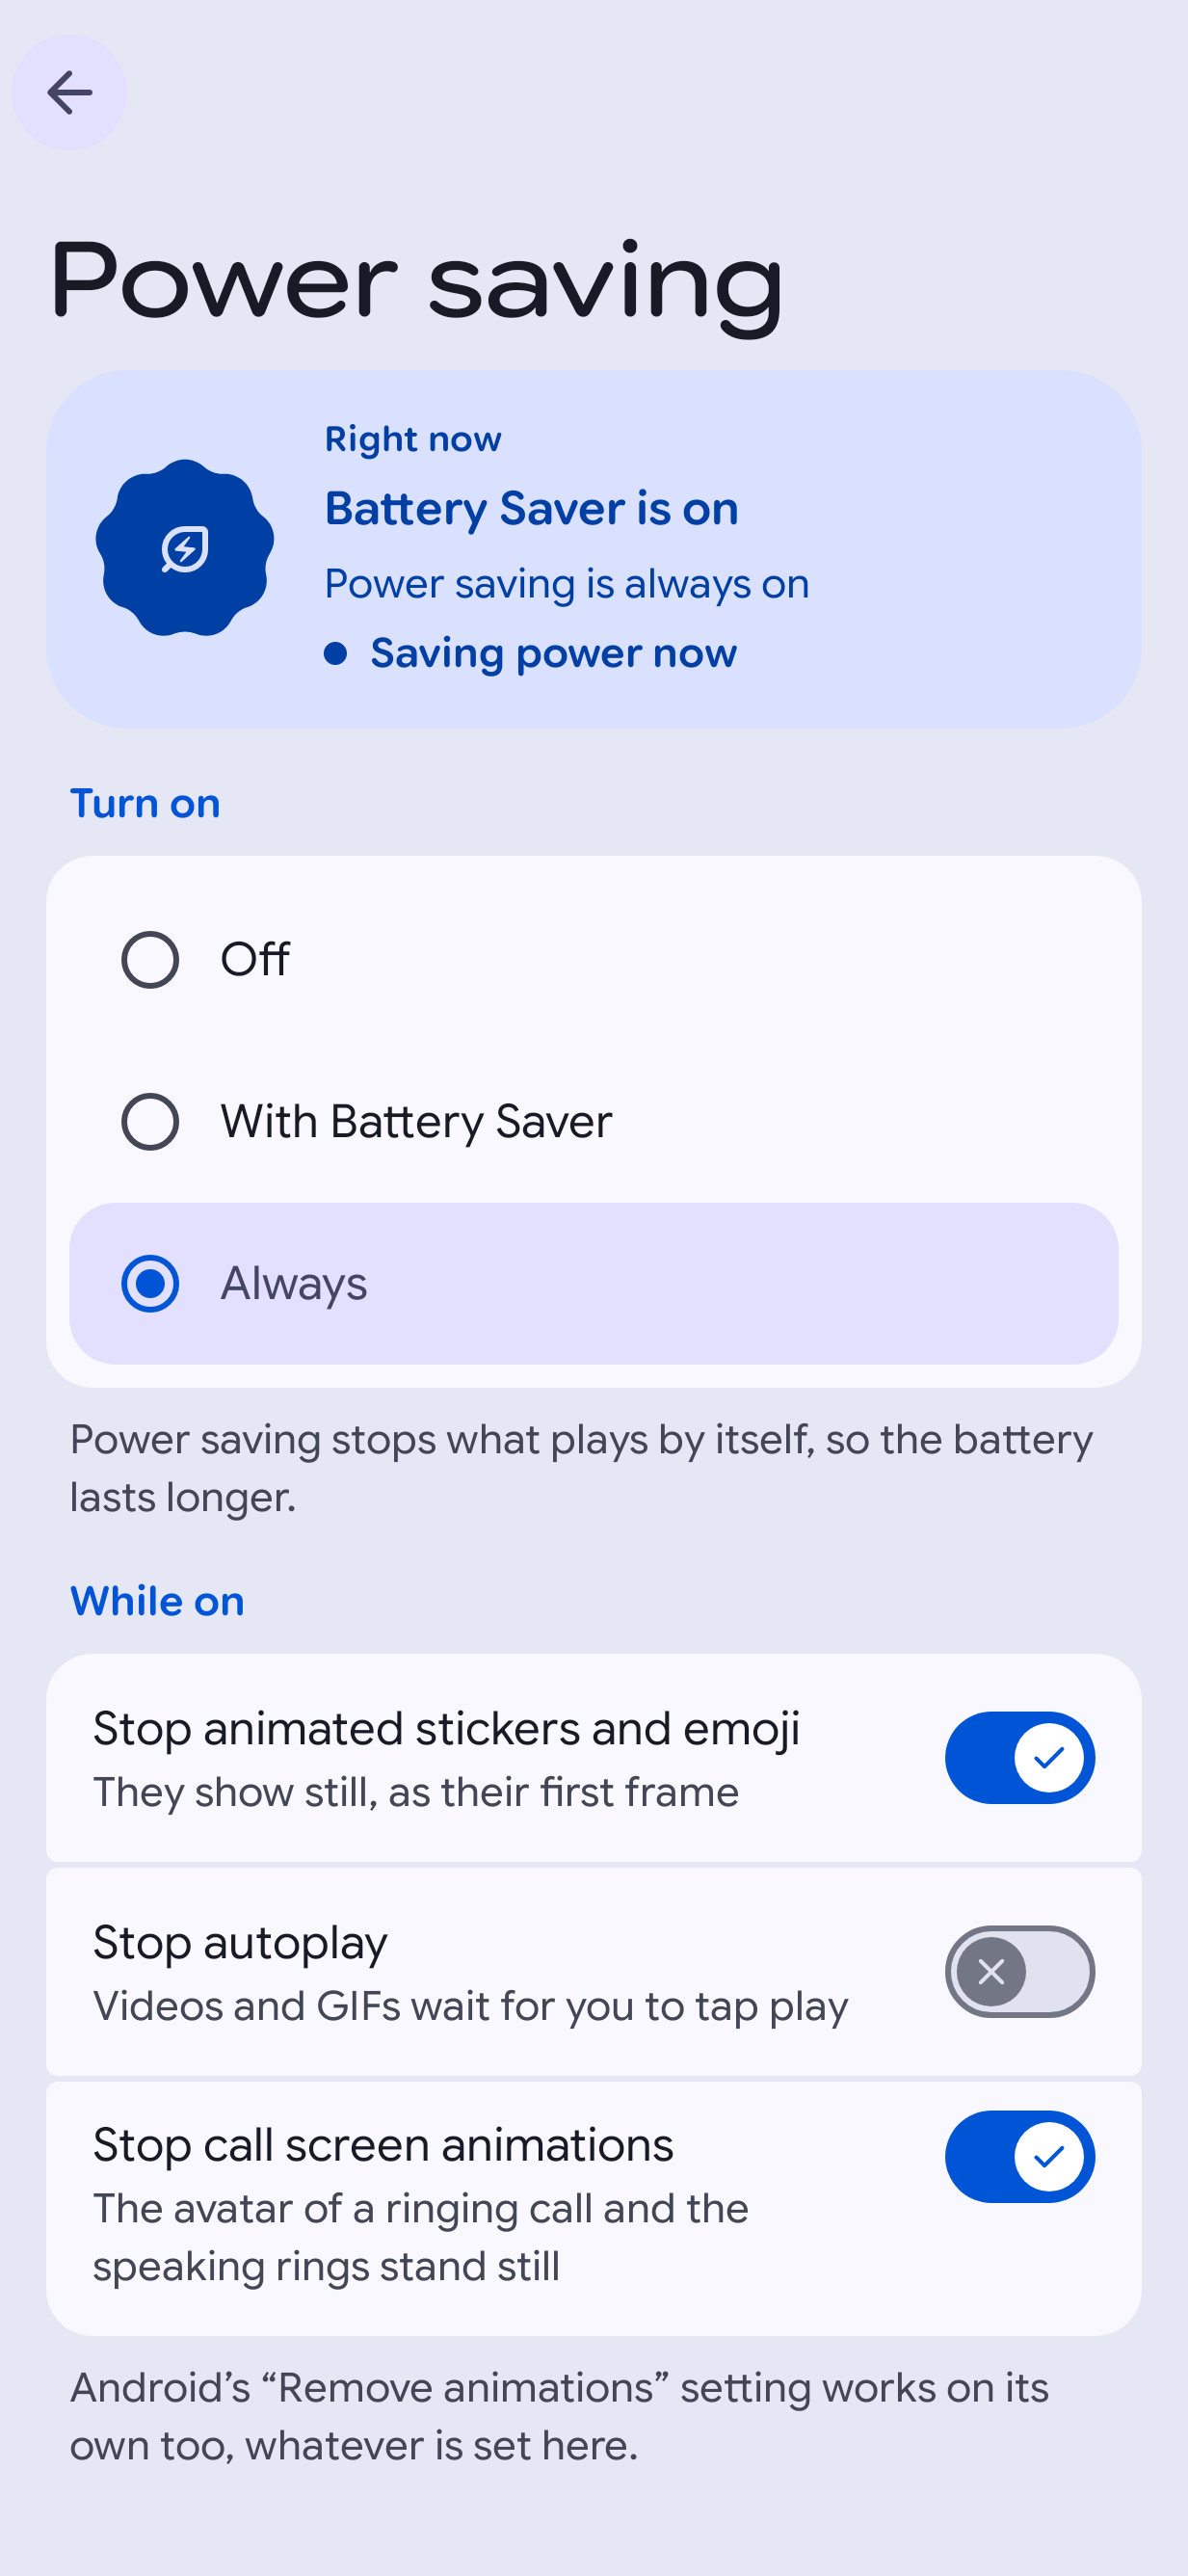 Power saving
Right now
Battery Saver is on
Power saving is always on
Saving power now
Turn on
Off
With Battery Saver
Always
Power saving stops what plays by itself, so the battery
lasts longer.
While on
Stop animated stickers and emoji
They show still, as their first frame
Stop autoplay
Videos and GIFs wait for you to tap play
Stop call screen animations
The avatar of a ringing call and the
speaking rings stand still
Android’s “Remove animations” setting works on its
own too, whatever is set here.